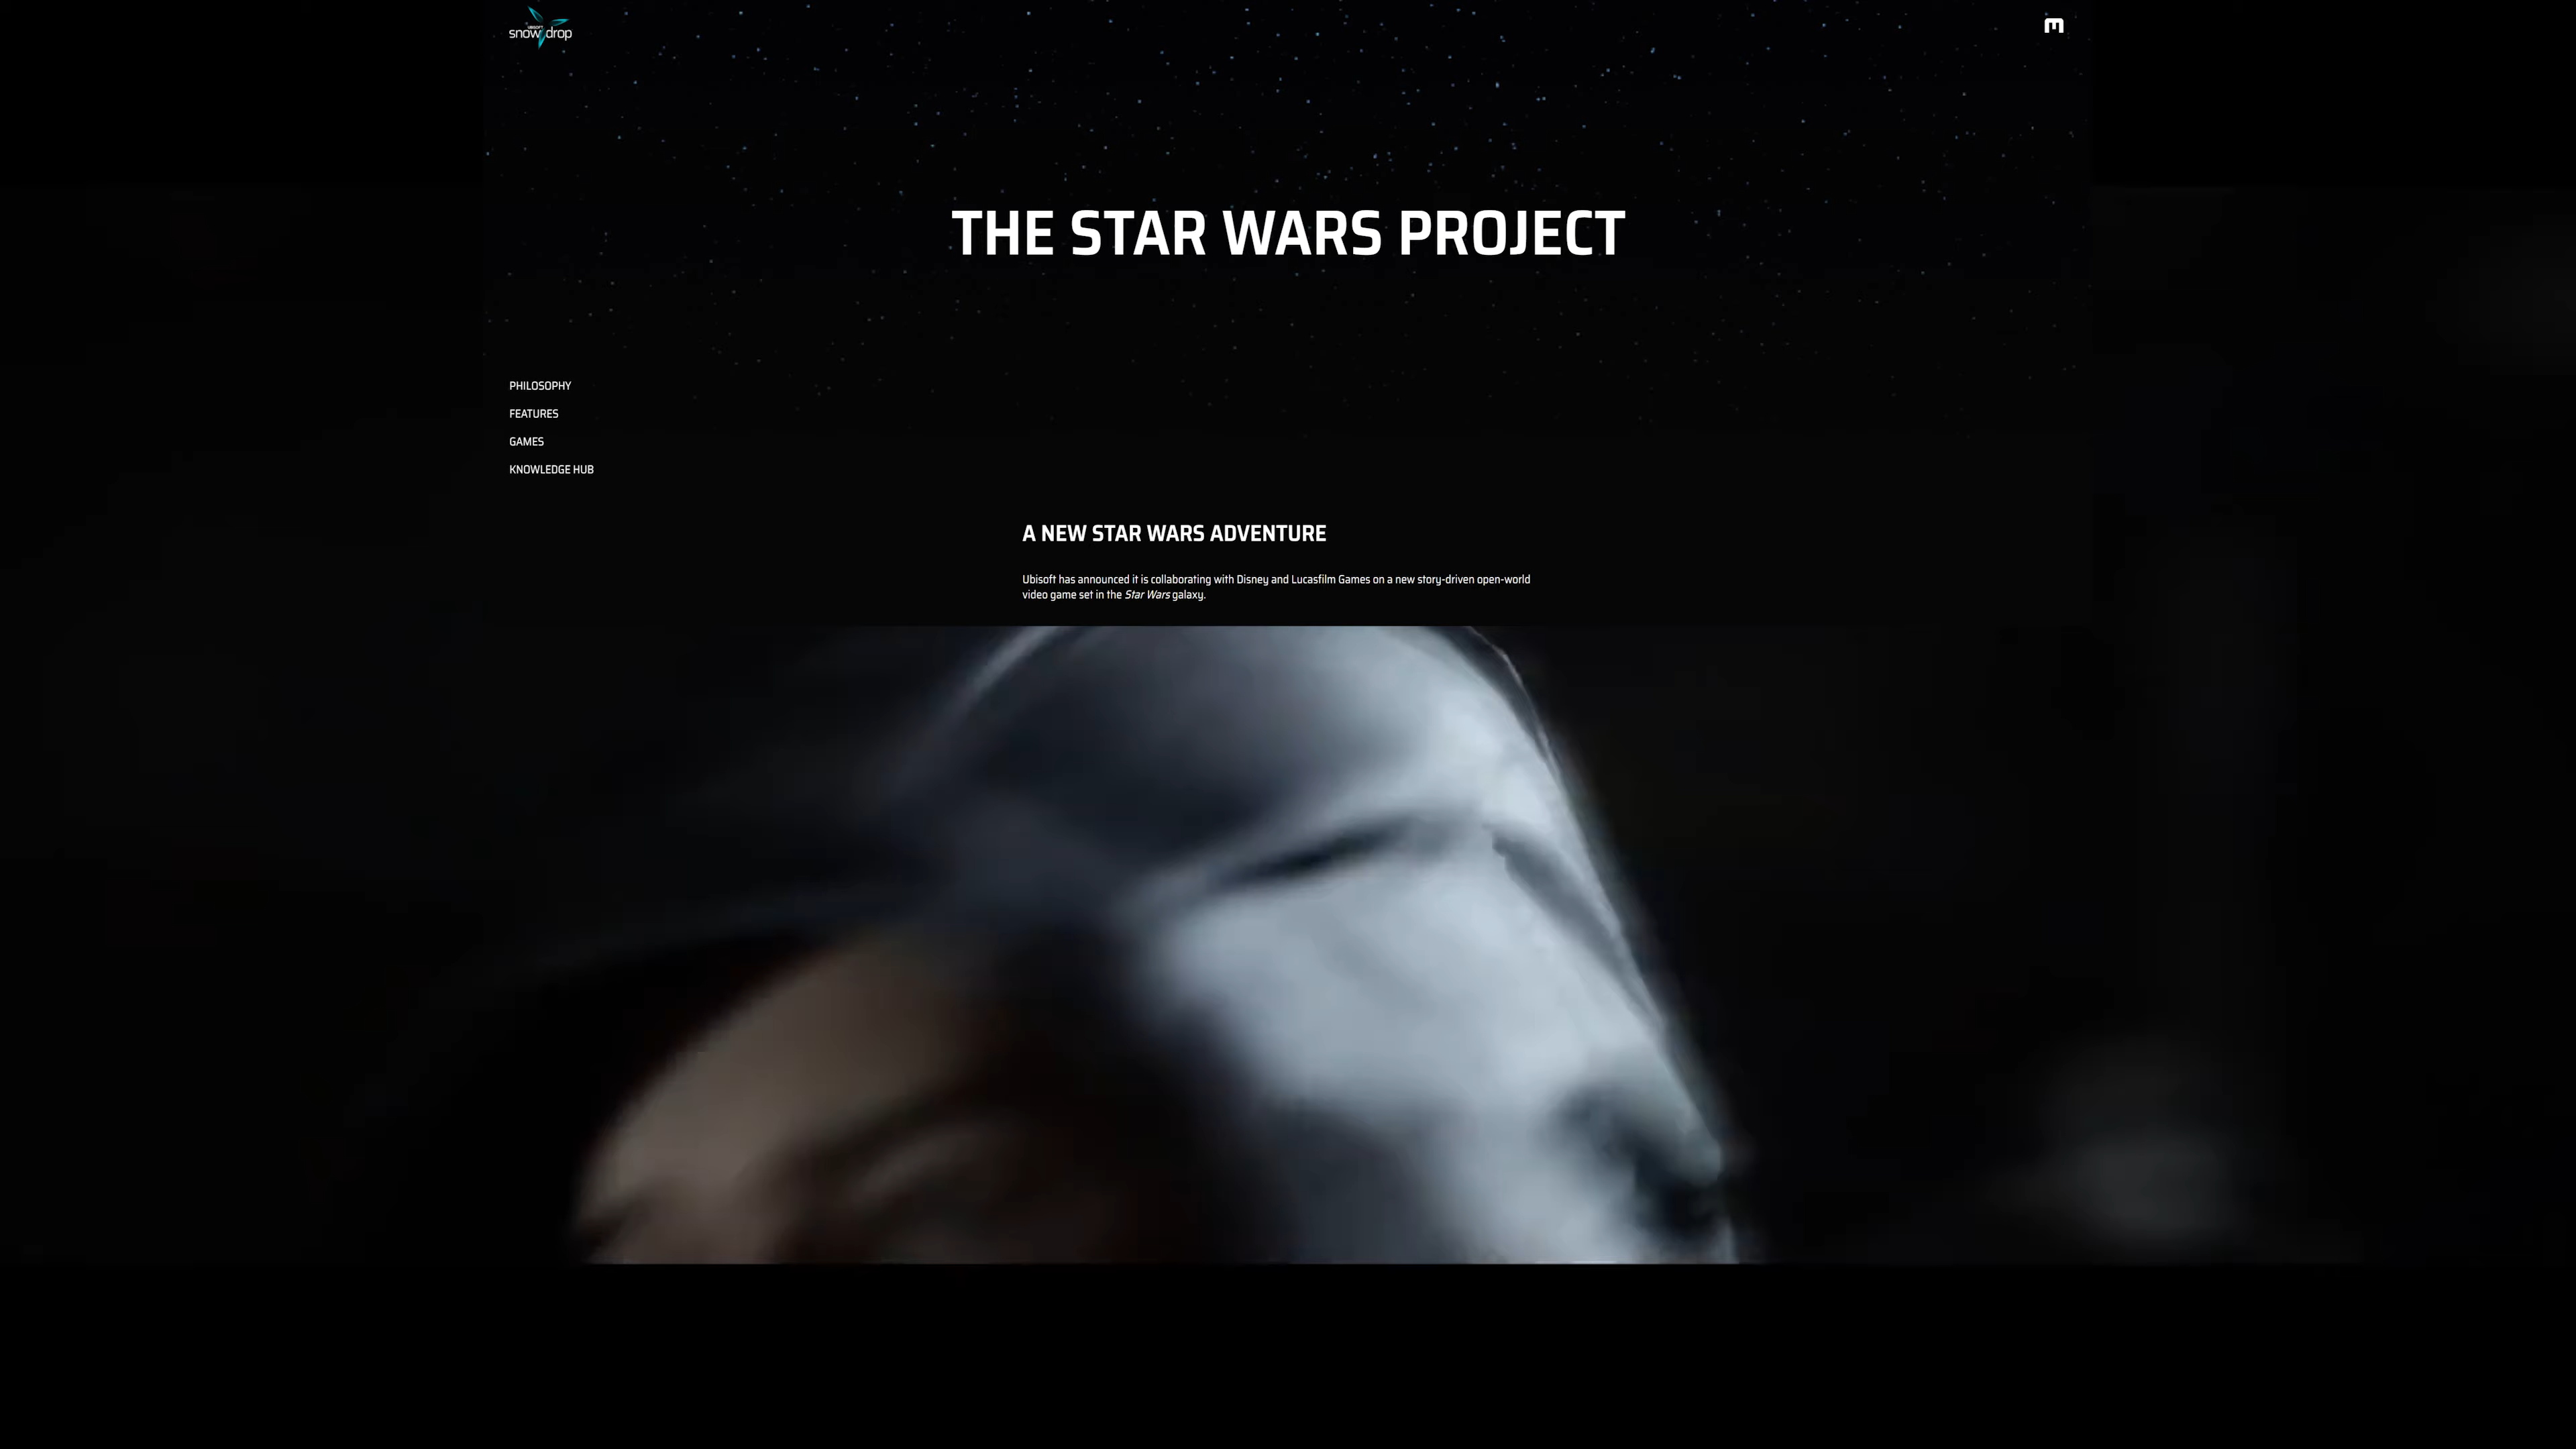 UBISOFT
snowdrop
THE STAR WARS PROJECT
PHILOSOPHY
FEATURES
GAMES
KNOWLEDGE HUB
A NEW STAR WARS ADVENTURE
Ubisoft has announced it is collaborating with Disney and Lucasfilm Games on a new story-driven open-world
video game set in the Star Wars galaxy.